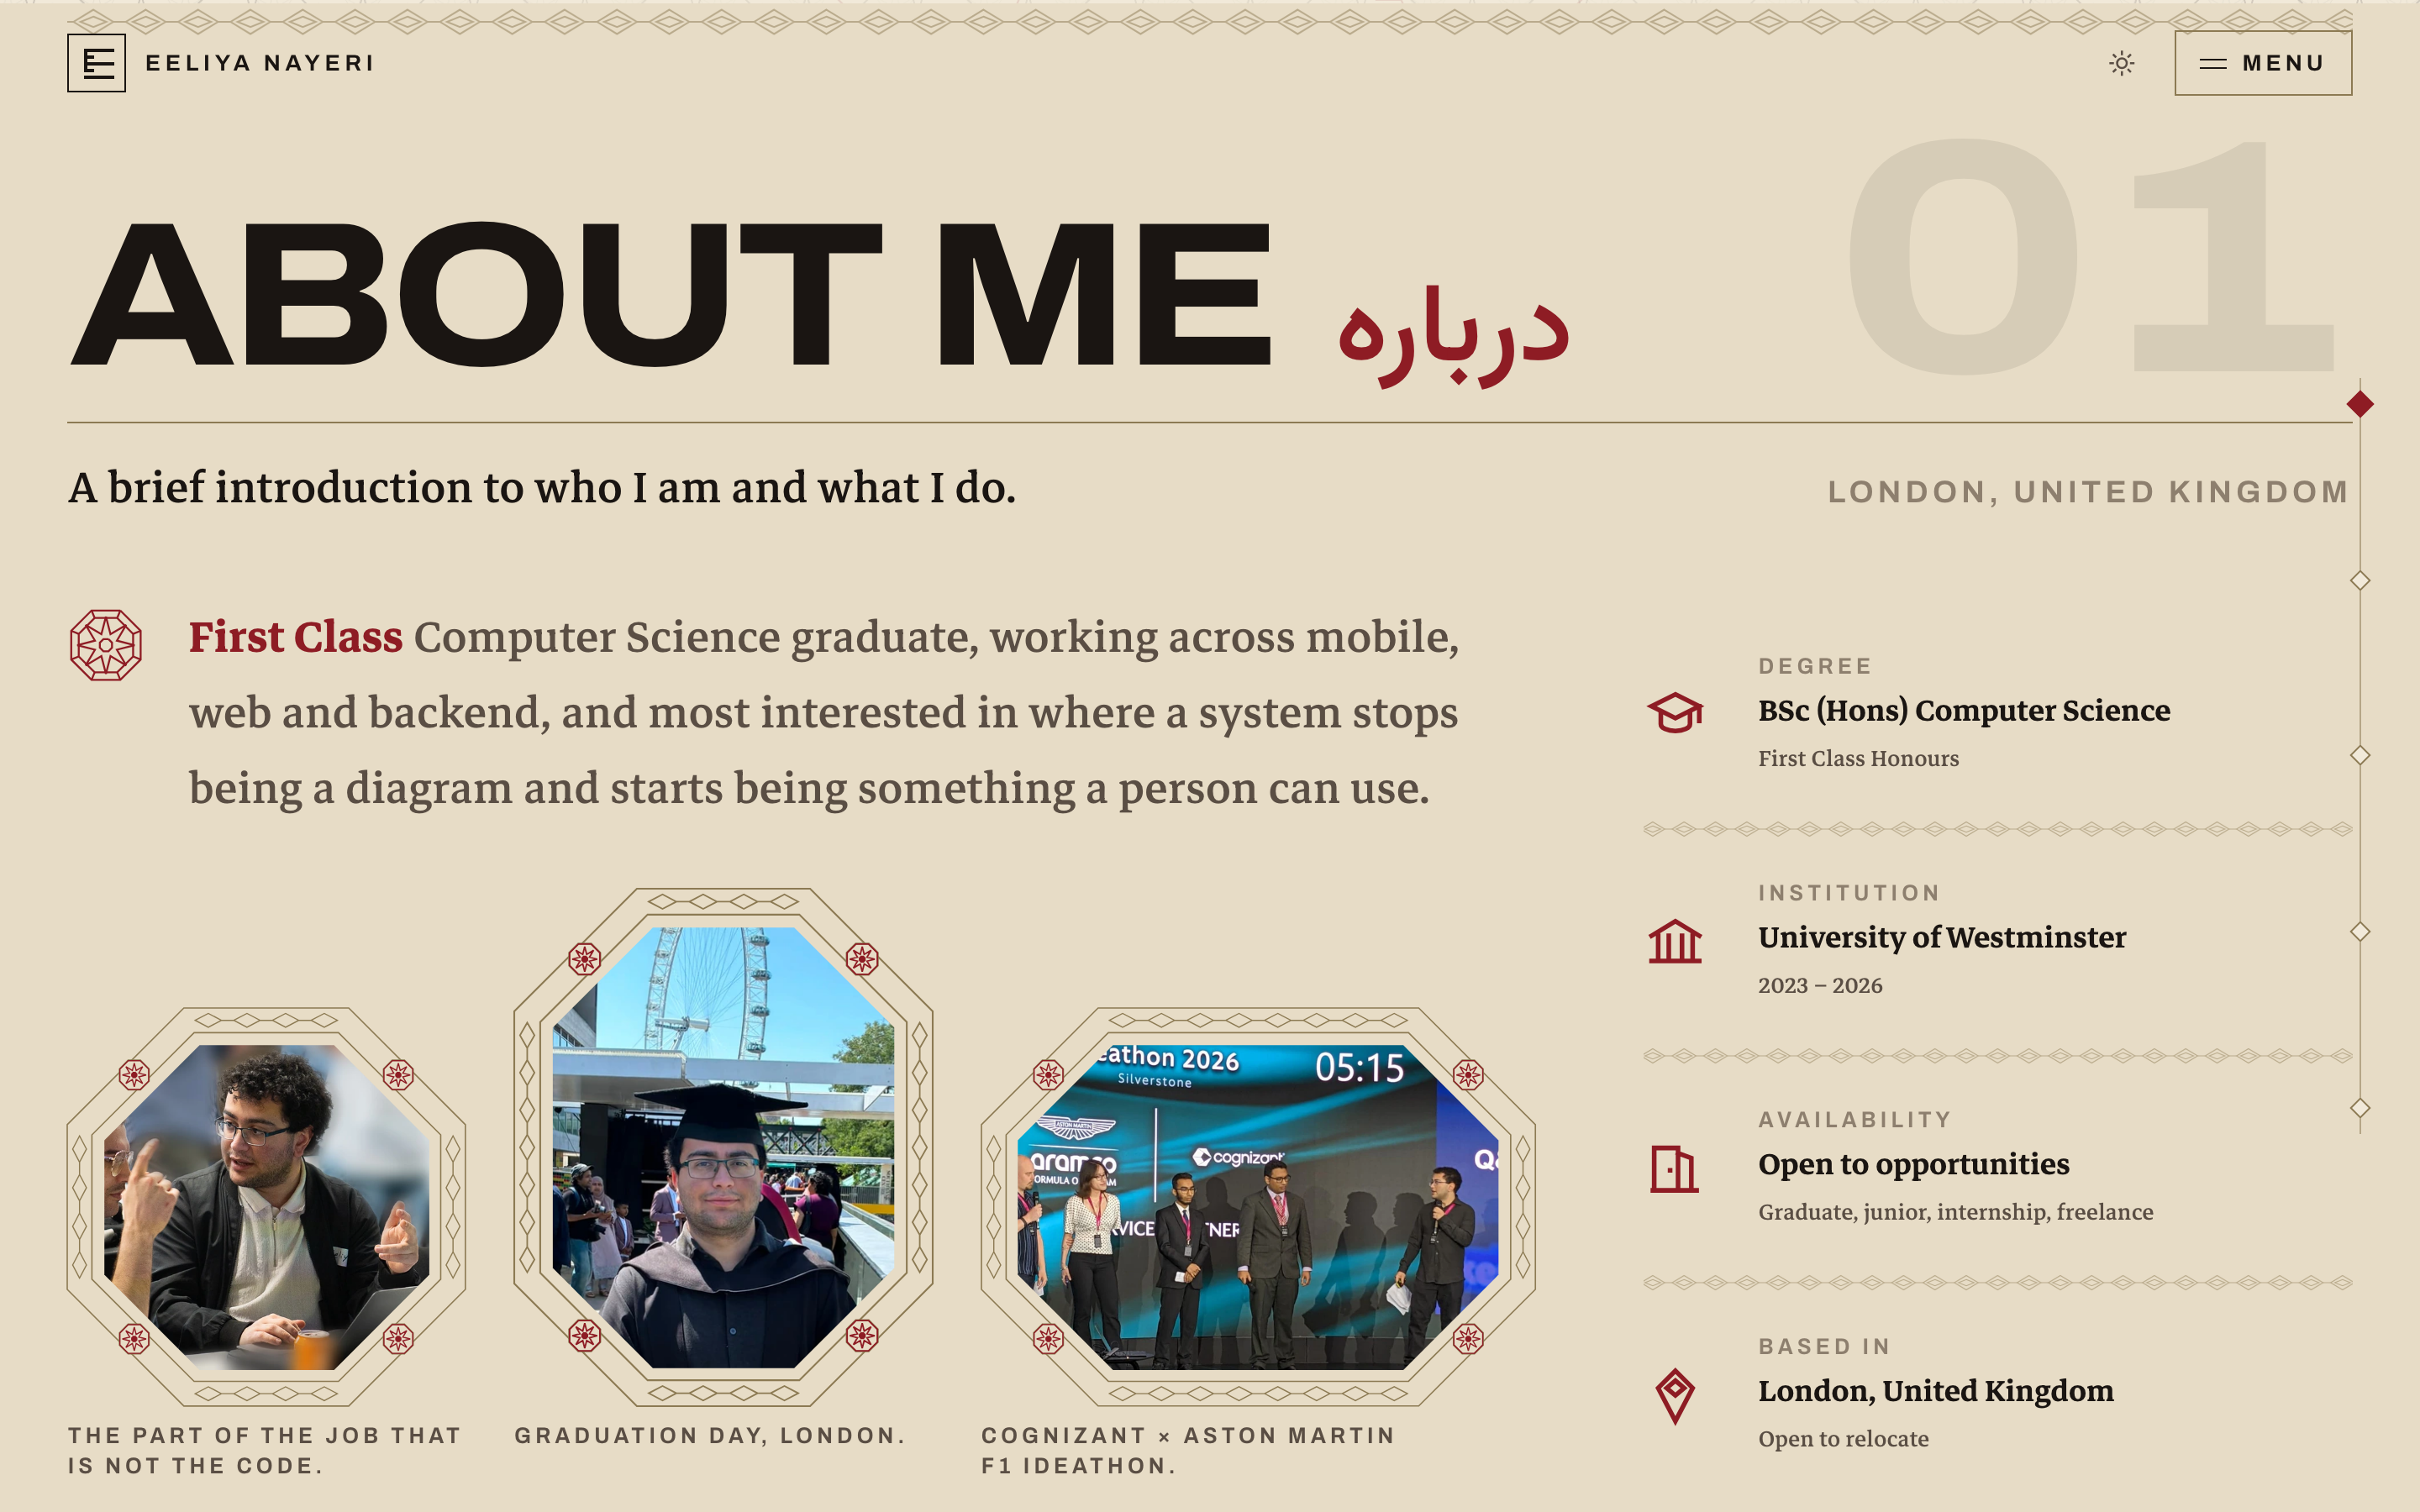 EELIYA NAYERI
MENU
01
ABOUT ME درباره
A brief introduction to who I am and what I do.
LONDON, UNITED KINGDOM
First Class Computer Science graduate, working across mobile,
web and backend, and most interested in where a system stops
being a diagram and starts being something a person can use.
DEGREE
BSc (Hons) Computer Science
First Class Honours
INSTITUTION
University of Westminster
2023 – 2026
AVAILABILITY
Open to opportunities
Graduate, junior, internship, freelance
BASED IN
London, United Kingdom
Open to relocate
eathon 2026
Silverstone
05:15
ASTON MARTIN
aramco
cognizant
THE PART OF THE JOB THAT
IS NOT THE CODE.
GRADUATION DAY, LONDON.
COGNIZANT × ASTON MARTIN
F1 IDEATHON.